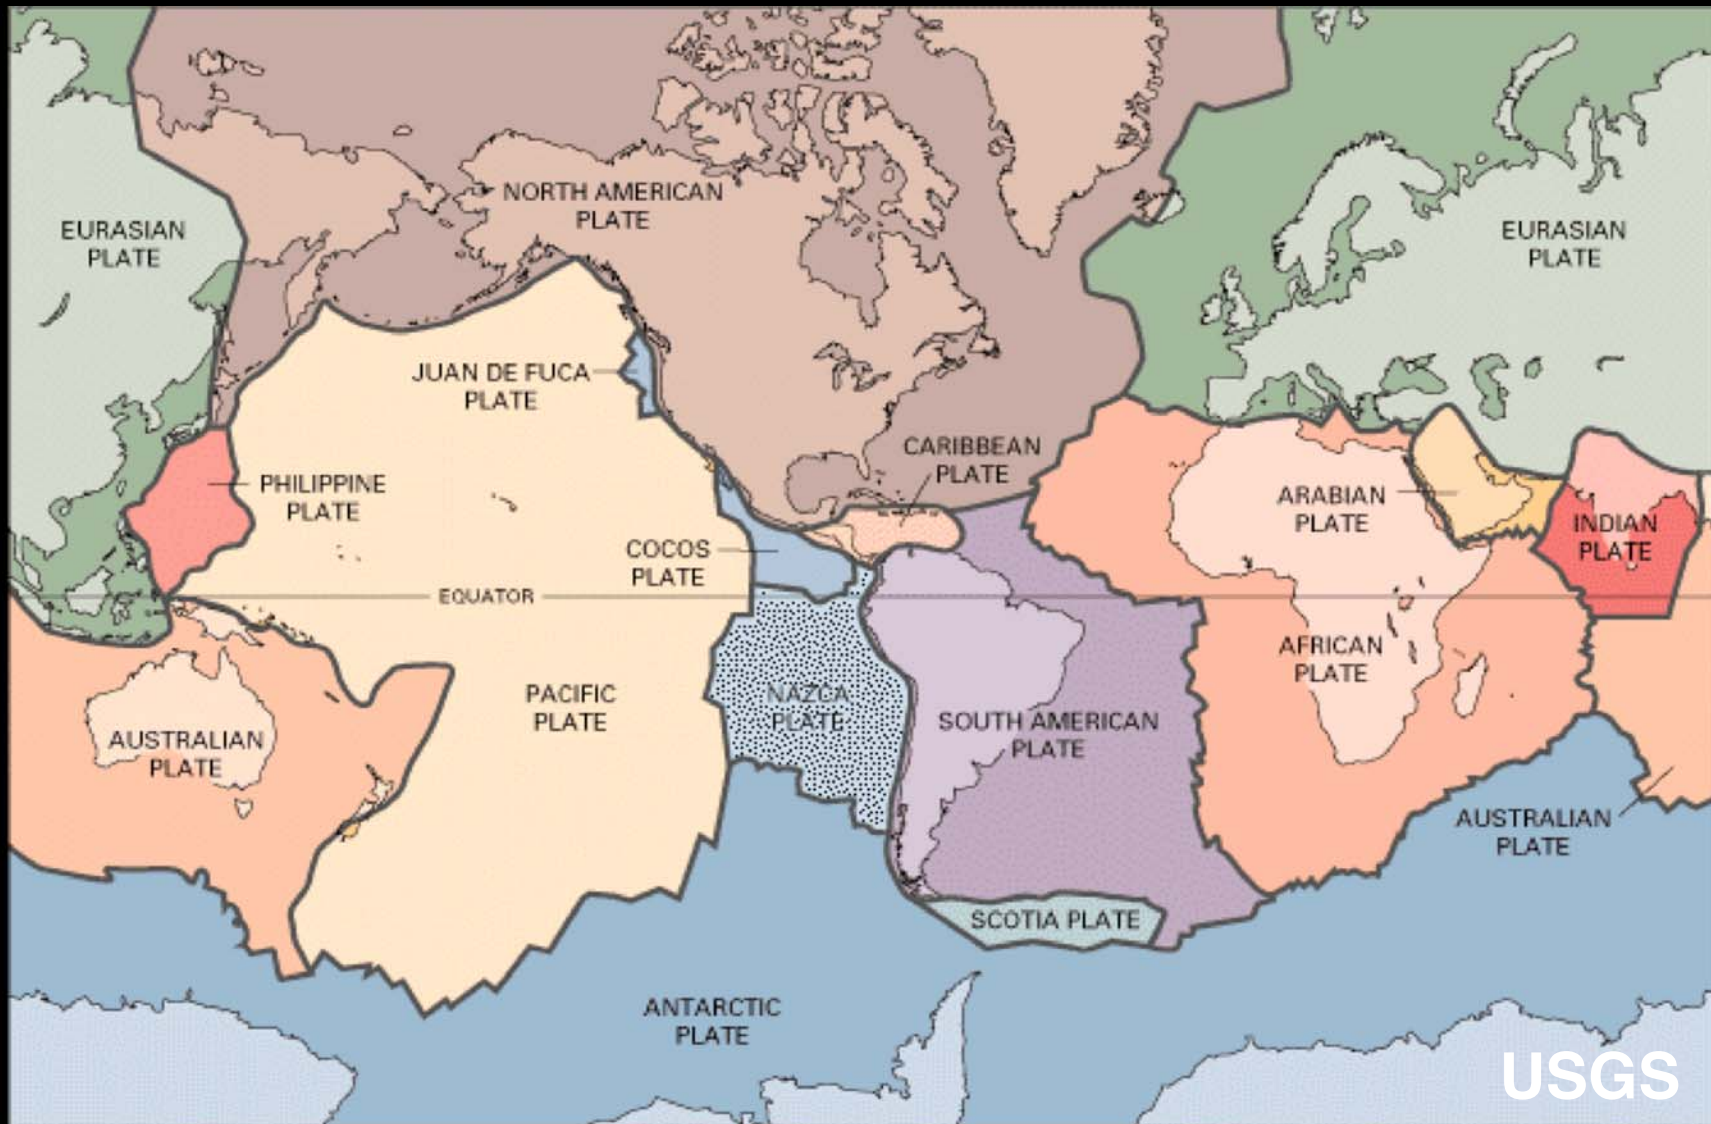 NORTH AMERICAN
PLATE
EURASIAN
PLATE
EURASIAN
PLATE
JUAN DE FUCA
PLATE
CARIBBEAN
PLATE
PHILIPPINE
PLATE
ARABIAN
PLATE
INDIAN
PLATE
COCOS
PLATE
EQUATOR
AFRICAN
PLATE
PACIFIC
PLATE
NAZCA
PLATE
SOUTH AMERICAN
PLATE
AUSTRALIAN
PLATE
AUSTRALIAN
PLATE
SCOTIA PLATE
ANTARCTIC
PLATE
USGS